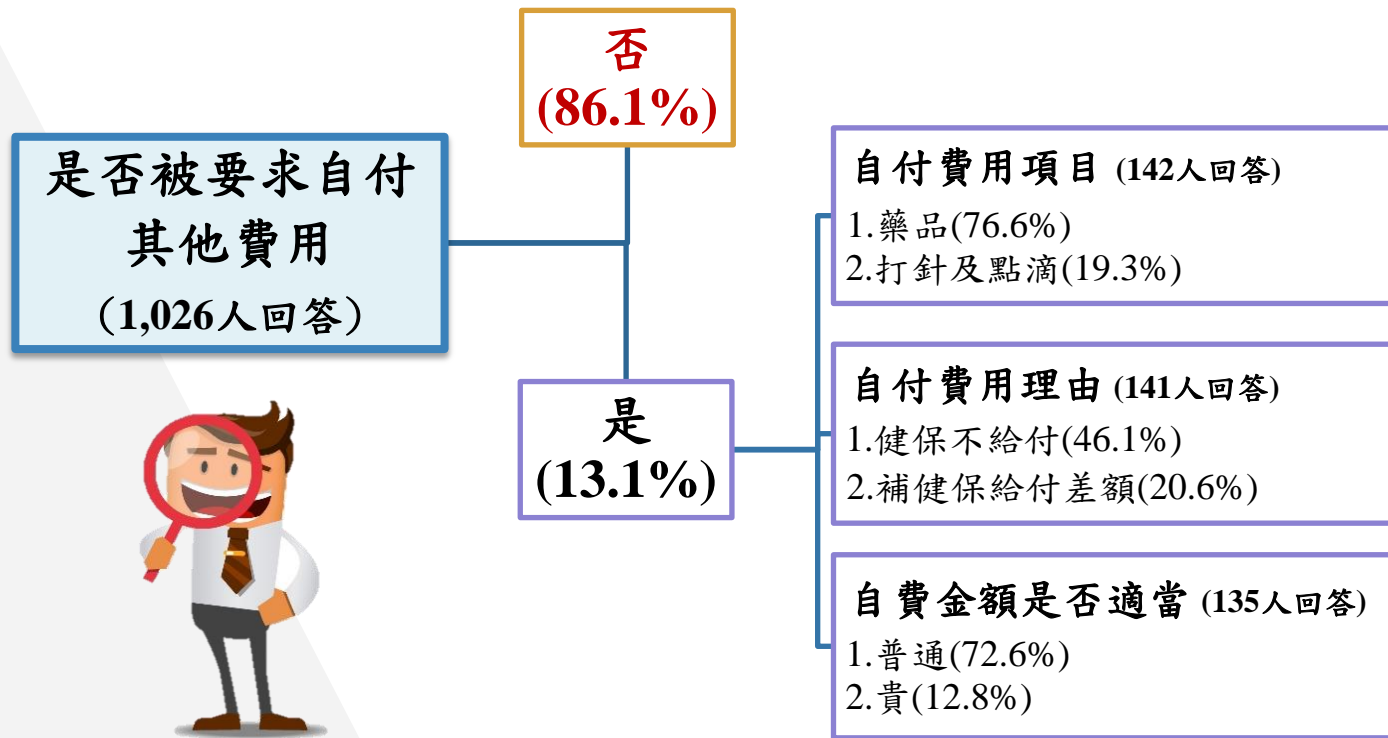 是否被要求自付
其他費用
（1,026人回答）
否
(86.1%)
是
(13.1%)
自付費用項目 (142人回答)
1.藥品(76.6%)
2.打針及點滴(19.3%)
自付費用理由 (141人回答)
1.健保不給付(46.1%)
2.補健保給付差額(20.6%)
自費金額是否適當 (135人回答)
1.普通(72.6%)
2.貴(12.8%)